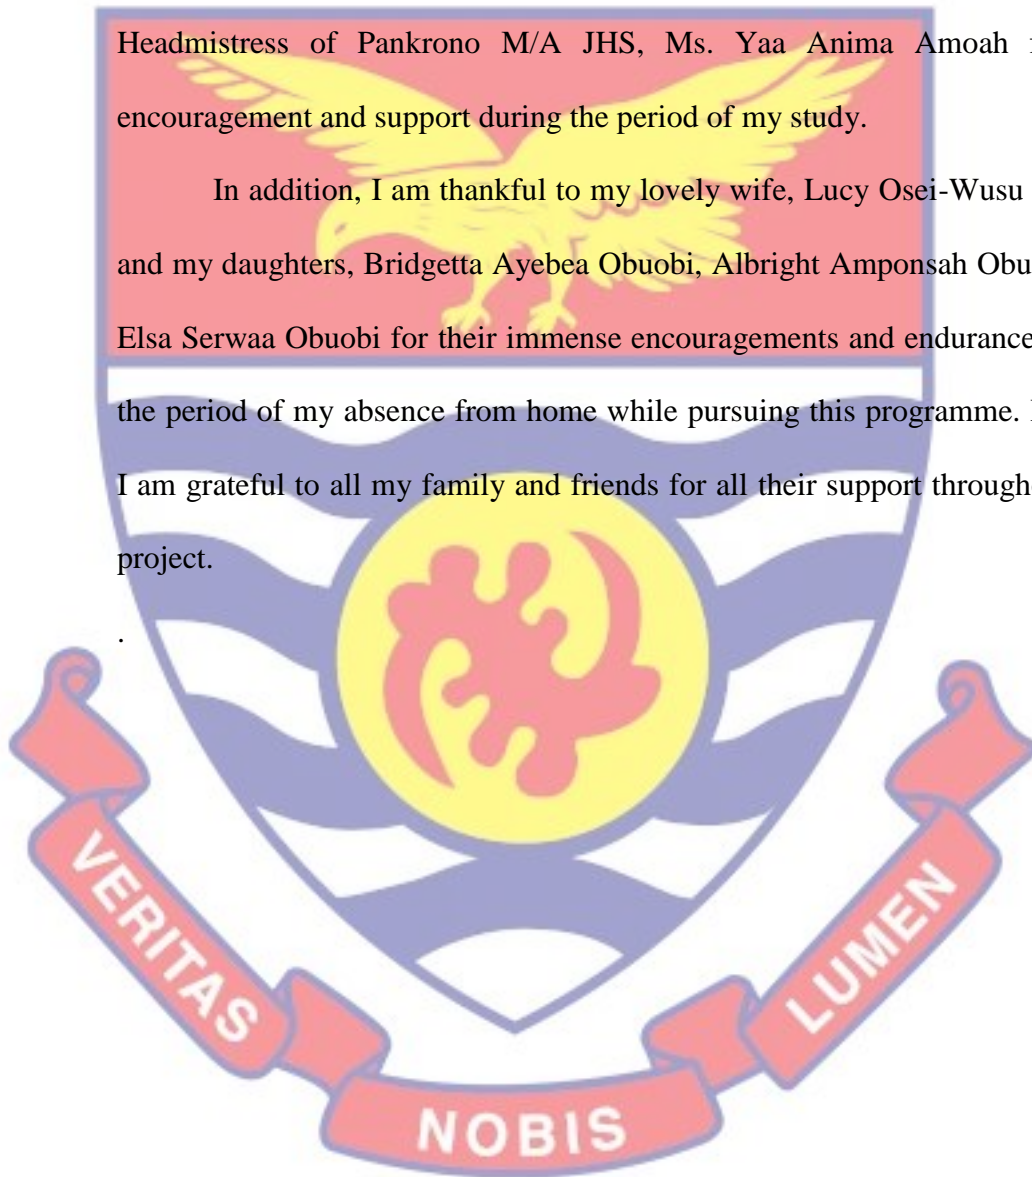 Headmistress of Pankrono M/A JHS, Ms. Yaa Anima Amoah
encouragement and support during the period of my study.
In addition, I am thankful to my lovely wife, Lucy Osei-Wusu
and my daughters, Bridgetta Ayebea Obuobi, Albright Amponsah Obu
Elsa Serwaa Obuobi for their immense encouragements and endurance
the period of my absence from home while pursuing this programme.
I am grateful to all my family and friends for all their support through
project.
.
VERITAS
NOBIS
LUMEN